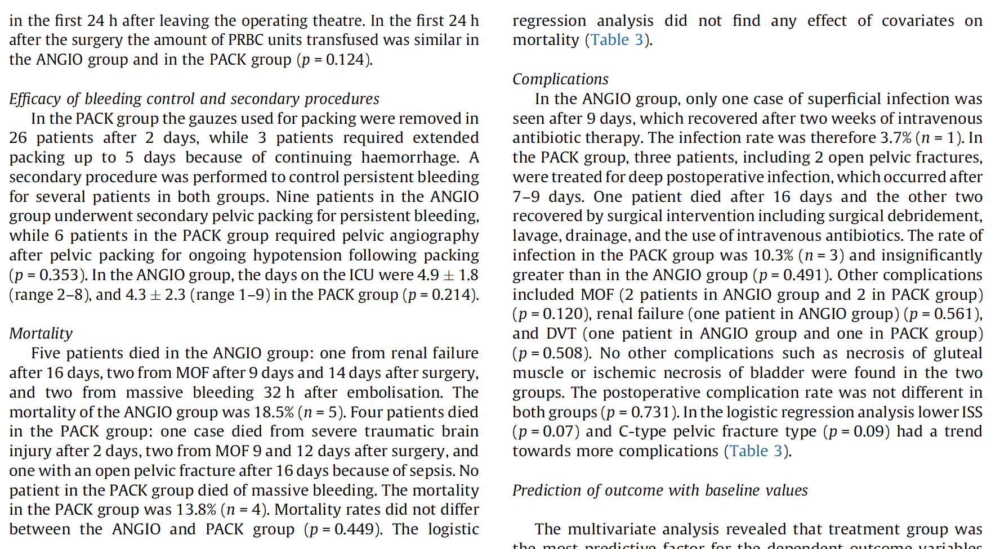 in the first 24 h after leaving the operating theatre. In the first 24 h
after the surgery the amount of PRBC units transfused was similar in
the ANGIO group and in the PACK group (p = 0.124).
Efficacy of bleeding control and secondary procedures
In the PACK group the gauzes used for packing were removed in
26 patients after 2 days, while 3 patients required extended
packing up to 5 days because of continuing haemorrhage. A
secondary procedure was performed to control persistent bleeding
for several patients in both groups. Nine patients in the ANGIO
group underwent secondary pelvic packing for persistent bleeding,
while 6 patients in the PACK group required pelvic angiography
after pelvic packing for ongoing hypotension following packing
(p = 0.353). In the ANGIO group, the days on the ICU were 4.9 ± 1.8
(range 2–8), and 4.3 ± 2.3 (range 1–9) in the PACK group (p = 0.214).
Mortality
Five patients died in the ANGIO group: one from renal failure
after 16 days, two from MOF after 9 days and 14 days after surgery,
and two from massive bleeding 32 h after embolisation. The
mortality of the ANGIO group was 18.5% (n = 5). Four patients died
in the PACK group: one case died from severe traumatic brain
injury after 2 days, two from MOF 9 and 12 days after surgery, and
one with an open pelvic fracture after 16 days because of sepsis. No
patient in the PACK group died of massive bleeding. The mortality
in the PACK group was 13.8% (n = 4). Mortality rates did not differ
between the ANGIO and PACK group (p = 0.449). The logistic
regression analysis did not find any effect of covariates on
mortality (Table 3).
Complications
In the ANGIO group, only one case of superficial infection was
seen after 9 days, which recovered after two weeks of intravenous
antibiotic therapy. The infection rate was therefore 3.7% (n = 1). In
the PACK group, three patients, including 2 open pelvic fractures,
were treated for deep postoperative infection, which occurred after
7–9 days. One patient died after 16 days and the other two
recovered by surgical intervention including surgical debridement,
lavage, drainage, and the use of intravenous antibiotics. The rate of
infection in the PACK group was 10.3% (n = 3) and insignificantly
greater than in the ANGIO group (p = 0.491). Other complications
included MOF (2 patients in ANGIO group and 2 in PACK group)
(p = 0.120), renal failure (one patient in ANGIO group) (p = 0.561),
and DVT (one patient in ANGIO group and one in PACK group)
(p = 0.508). No other complications such as necrosis of gluteal
muscle or ischemic necrosis of bladder were found in the two
groups. The postoperative complication rate was not different in
both groups (p = 0.731). In the logistic regression analysis lower ISS
(p = 0.07) and C-type pelvic fracture type (p = 0.09) had a trend
towards more complications (Table 3).
Prediction of outcome with baseline values
The multivariate analysis revealed that treatment group was
the most predictive factor for the dependent outcome variables